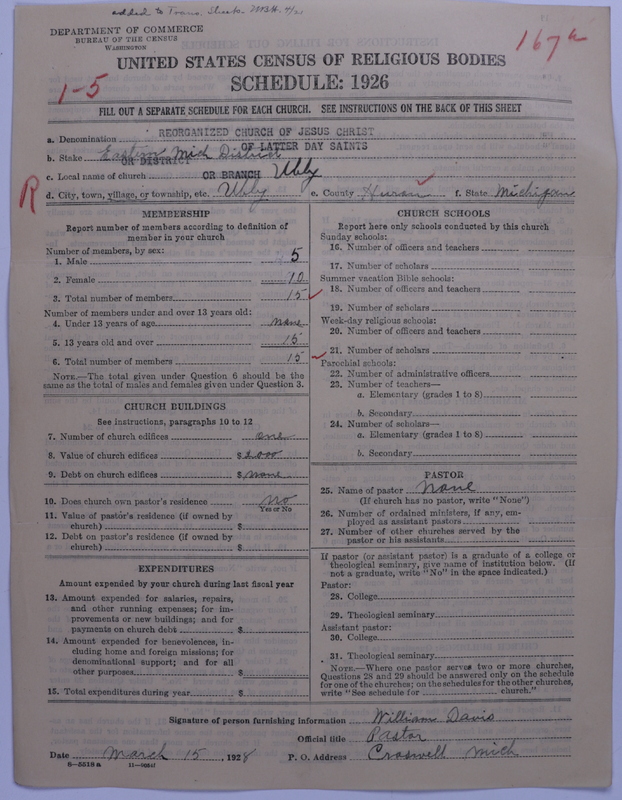 added to Trans. Sheets
DEPARTMENT OF COMMERCE
BUREAU OF THE CENSUS
WASHINGTON
167a
UNITED STATES CENSUS OF RELIGIOUS BODIES
1-5
SCHEDULE: 1926
FILL OUT A SEPARATE SCHEDULE FOR EACH CHURCH. SEE INSTRUCTIONS ON THE BACK OF THIS SHEET
a. Denomination REORGANIZED CHURCH OF JESUS CHRIST
OF LATTER DAY SAINTS
b. Stake Eastern Mich District
OR DISTRICT
c. Local name of church OR BRANCH Ubly
R
d. City, town, village, or township, etc. Ubly e. County Huron f. State Michigan
MEMBERSHIP
Report number of members according to definition of
member in your church
Number of members, by sex:
1. Male 5
2. Female 10
3. Total number of members 15
Number of members under and over 13 years old:
4. Under 13 years of age none
5. 13 years old and over 15
6. Total number of members 15
NOTE.—The total given under Question 6 should be the
same as the total of males and females given under Question 3.
CHURCH BUILDINGS
See instructions, paragraphs 10 to 12
7. Number of church edifices one
8. Value of church edifices $2,000
9. Debt on church edifices $none
10. Does church own pastor's residence No
Yes or No
11. Value of pastor's residence (if owned by
church) $
12. Debt on pastor's residence (if owned by
church) $
EXPENDITURES
Amount expended by your church during last fiscal year
13. Amount expended for salaries, repairs,
and other running expenses; for im-
provements or new buildings; and for
payments on church debt $
14. Amount expended for benevolences, in-
cluding home and foreign missions; for
denominational support; and for all
other purposes $
15. Total expenditures during year $
CHURCH SCHOOLS
Report here only schools conducted by this church
Sunday schools:
16. Number of officers and teachers
17. Number of scholars
Summer vacation Bible schools:
18. Number of officers and teachers
19. Number of scholars
Week-day religious schools:
20. Number of officers and teachers
21. Number of scholars
Parochial schools:
22. Number of administrative officers
23. Number of teachers—
a. Elementary (grades 1 to 8)
b. Secondary
24. Number of scholars—
a. Elementary (grades 1 to 8)
b. Secondary
PASTOR
25. Name of pastor None
(If church has no pastor, write "None")
26. Number of ordained ministers, if any, em-
ployed as assistant pastors
27. Number of other churches served by the
pastor or his assistants
If pastor (or assistant pastor) is a graduate of a college or
theological seminary, give name of institution below. (If
not a graduate, write "No" in the space indicated.)
Pastor:
28. College
29. Theological seminary
Assistant pastor:
30. College
31. Theological seminary
NOTE.—Where one pastor serves two or more churches,
Questions 28 and 29 should be answered only on the schedule
for one of the churches; on the schedules for the other churches,
write "See schedule for church."
Signature of person furnishing information William Davis
Official title Pastor
Date March 15, 1928 P. O. Address Croswell Mich
8-5518a